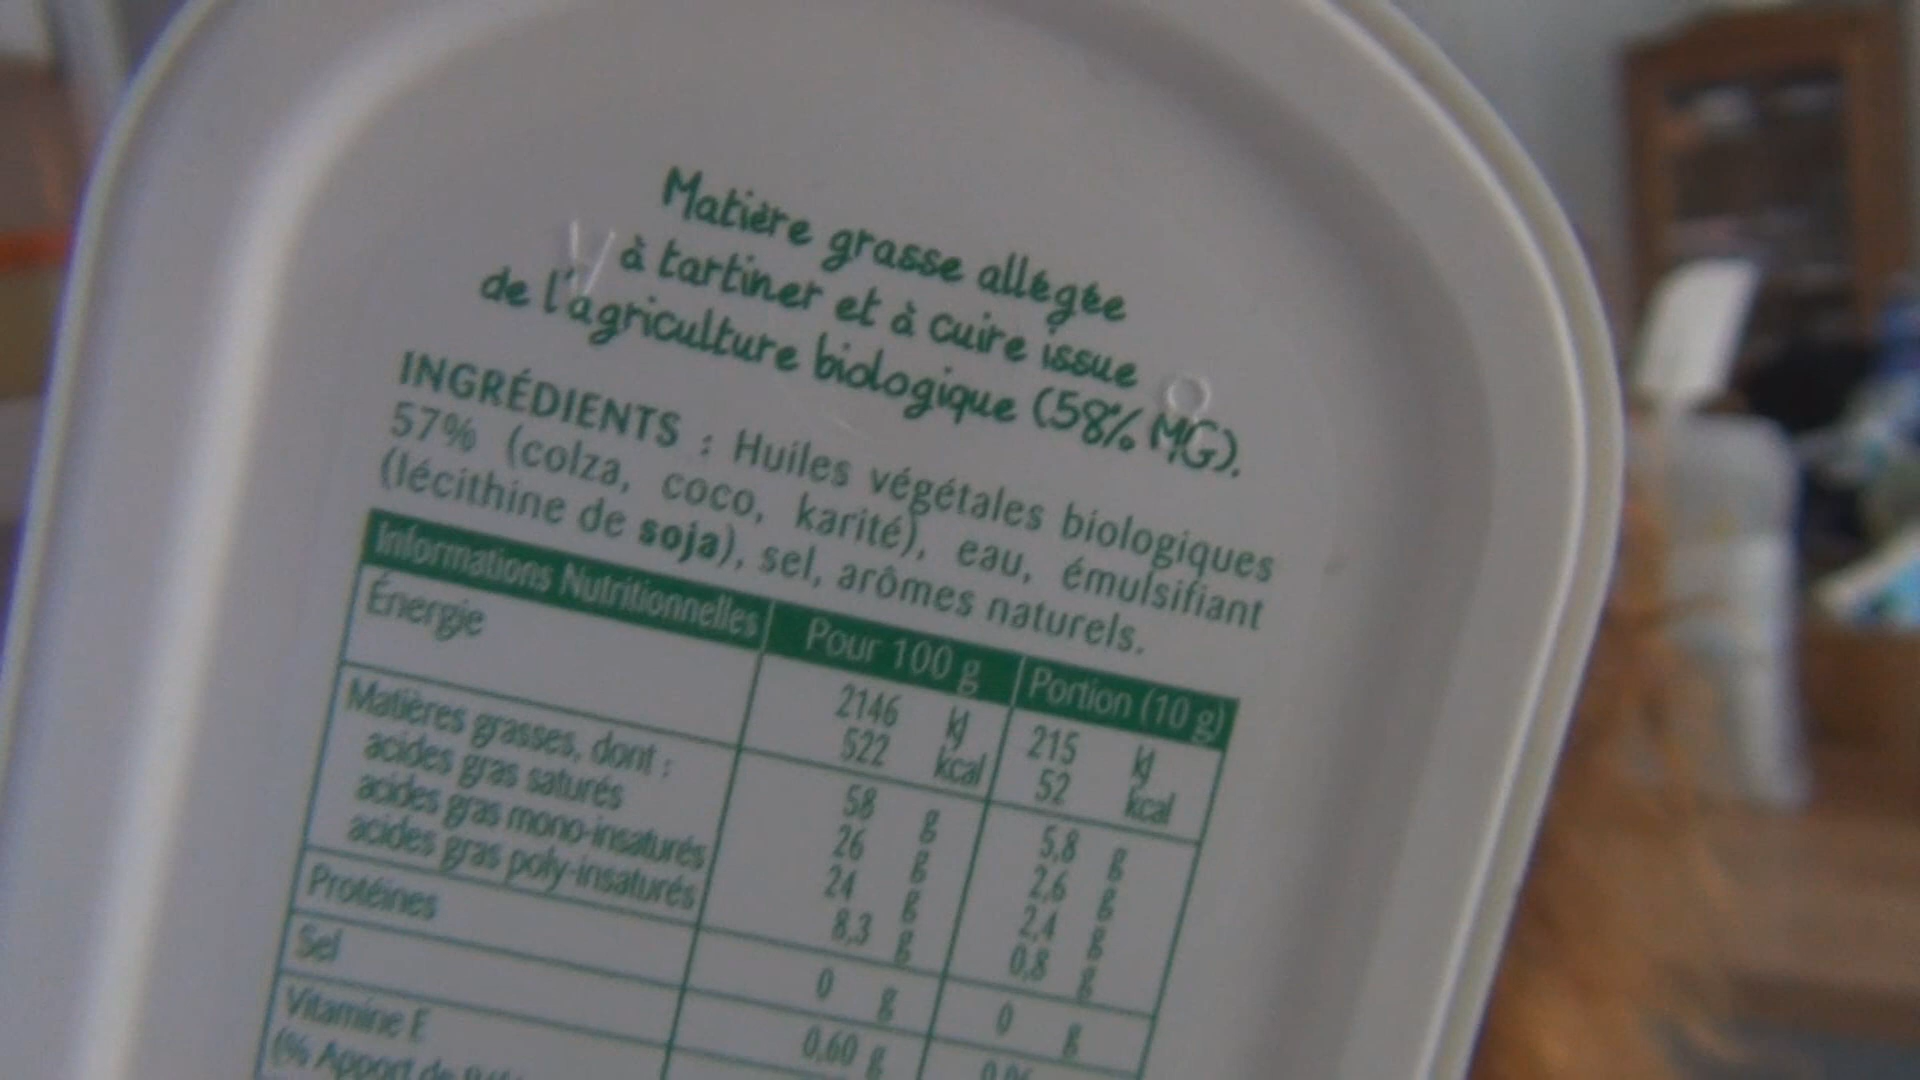 Matière grasse allégée
à tartiner et à cuire issue
de l'agriculture biologique (58% MG).
INGRÉDIENTS : Huiles végétales biologiques
57% (colza, coco, karité), eau, émulsifiant
(lécithine de soja), sel, arômes naturels.
Informations Nutritionnelles Pour 100 g Portion (10 g)
Énergie 2146 kJ 215 kJ
522 kcal 52 kcal
Matières grasses, dont : 58 g 5,8 g
acides gras saturés 26 g 2,6 g
acides gras mono-insaturés 24 g 2,4 g
acides gras poly-insaturés 8,3 g 0,8 g
Protéines 0 g 0 g
Sel 0,60 g
Vitamine E
(% Apport de